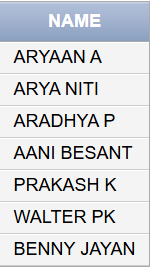 NAME
ARYAAN A
ARYA NITI
ARADHYA P
AANI BESANT
PRAKASH K
WALTER PK
BENNY JAYAN